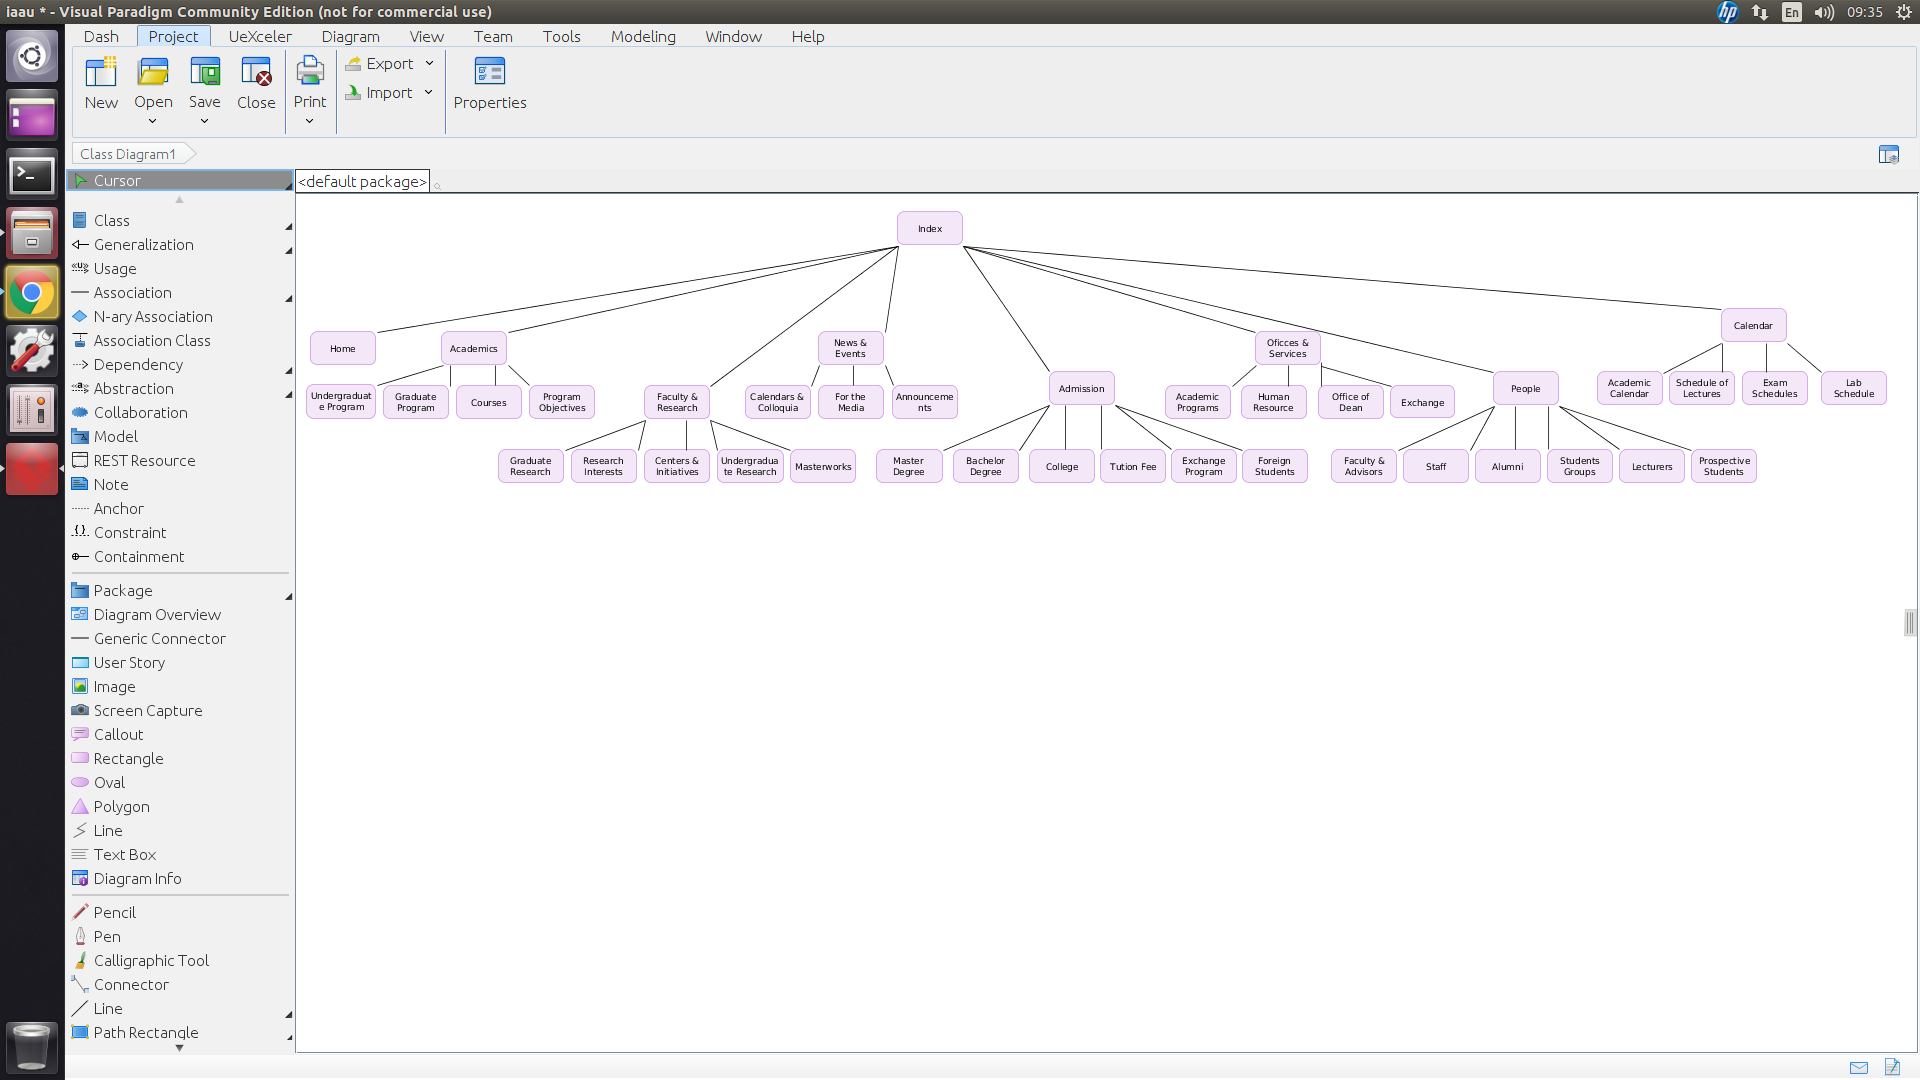 iaau * - Visual Paradigm Community Edition (not for commercial use)
hp
En
09:35
Dash
Project
UeXceler
Diagram
View
Team
Tools
Modeling
Window
Help
New
Open
Save
Close
Print
Export
Import
Properties
Class Diagram1
Cursor
<default package>
Class
Generalization
Usage
Association
N-ary Association
Association Class
Dependency
Abstraction
Collaboration
Model
REST Resource
Note
Anchor
Constraint
Containment
Package
Diagram Overview
Generic Connector
User Story
Image
Screen Capture
Callout
Rectangle
Oval
Polygon
Line
Text Box
Diagram Info
Pencil
Pen
Calligraphic Tool
Connector
Line
Path Rectangle
Index
Home
Academics
News &
Events
Oficces &
Services
Calendar
Undergraduat
e Program
Graduate
Program
Courses
Program
Objectives
Faculty &
Research
Calendars &
Colloquia
For the
Media
Announceme
nts
Admission
Academic
Programs
Human
Resource
Office of
Dean
Exchange
People
Academic
Calendar
Schedule of
Lectures
Exam
Schedules
Lab
Schedule
Graduate
Research
Research
Interests
Centers &
Initiatives
Undergradua
te Research
Masterworks
Master
Degree
Bachelor
Degree
College
Tution Fee
Exchange
Program
Foreign
Students
Faculty &
Advisors
Staff
Alumni
Students
Groups
Lecturers
Prospective
Students